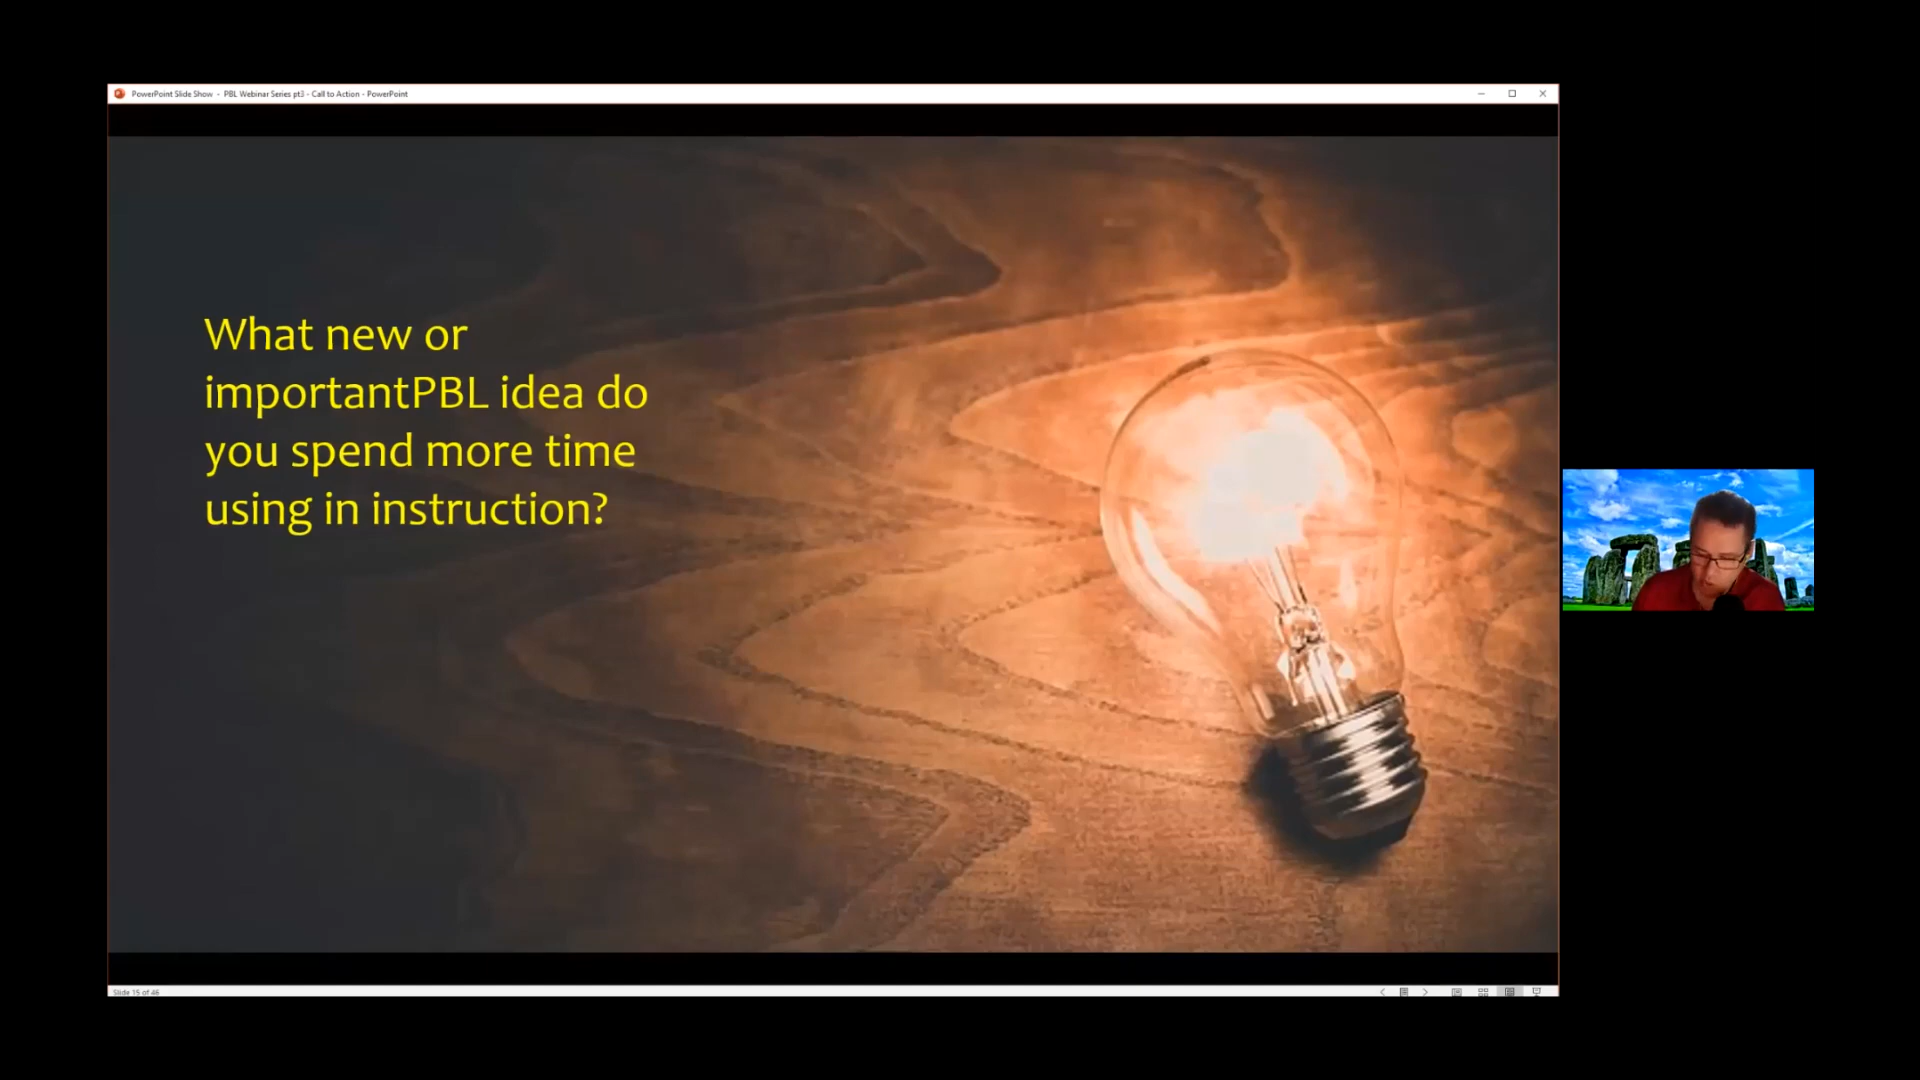 PowerPoint Slide Show - PBL Webinar Series pt3 - Call to Action - PowerPoint
What new or
importantPBL idea do
you spend more time
using in instruction?
Slide 15 of 46